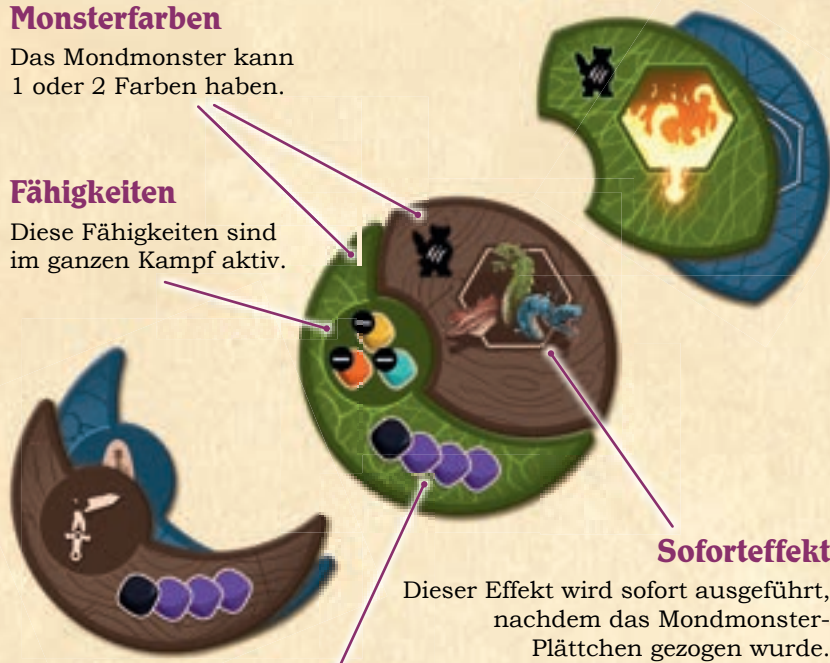 Monsterfarben
Das Mondmonster kann
1 oder 2 Farben haben.
Fähigkeiten
Diese Fähigkeiten sind
im ganzen Kampf aktiv.
Soforteffekt
Dieser Effekt wird sofort ausgeführt,
nachdem das Mondmonster-
Plättchen gezogen wurde.